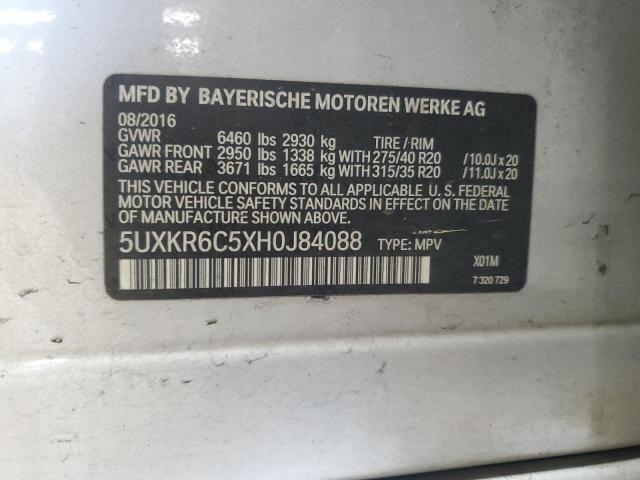 MFD BY BAYERISCHE MOTOREN WERKE AG
08/2016
GVWR 6460 lbs 2930 kg TIRE / RIM
GAWR FRONT 2950 lbs 1338 kg WITH 275/40 R20 /10.0J x 20
GAWR REAR 3671 lbs 1665 kg WITH 315/35 R20 /11.0J x 20
THIS VEHICLE CONFORMS TO ALL APPLICABLE U.S. FEDERAL
MOTOR VEHICLE SAFETY STANDARDS IN EFFECT ON THE
DATE OF MANUFACTURE SHOWN ABOVE.
5UXKR6C5XH0J84088 TYPE: MPV
X01M
7 320 729